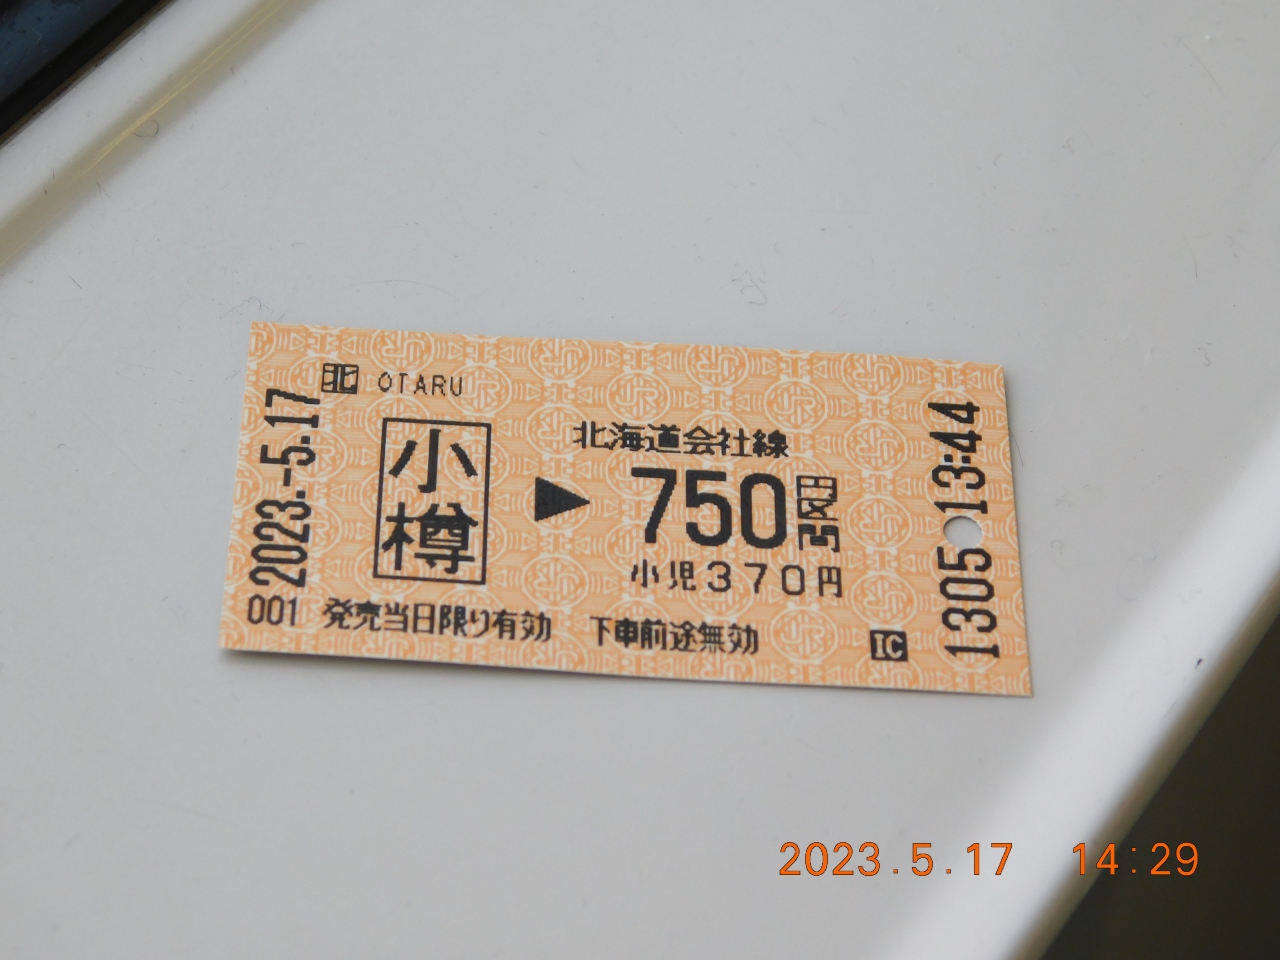 北 OTARU
小樽
北海道会社線
▶ 750円区間
小児370円
001 発売当日限り有効 下車前途無効
IC
2023.-5.17
1305 13:44
2023.5.17 14:29